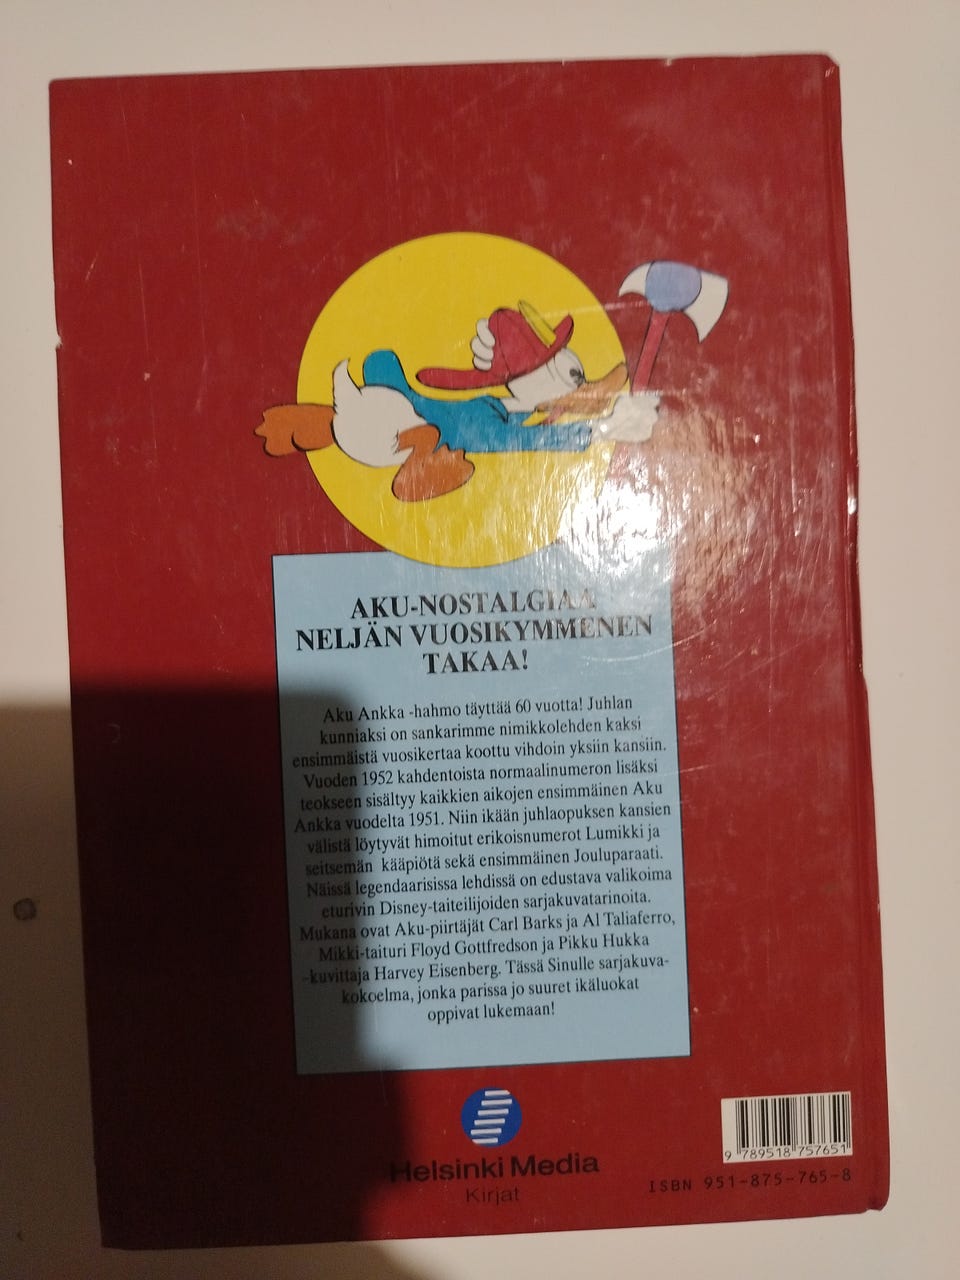 AKU-NOSTALGIAA
NELJÄN VUOSIKYMMENEN
TAKAA!
Aku Ankka -hahmo täyttää 60 vuotta! Juhlan
kunniaksi on sankarimme nimikkolehden kaksi
ensimmäistä vuosikertaa koottu vihdoin yksiin kansiin.
Vuoden 1952 kahdentoista normaalinumeron lisäksi
teokseen sisältyy kaikkien aikojen ensimmäinen Aku
Ankka vuodelta 1951. Niin ikään juhlaopuksen kansien
välistä löytyvät himoitut erikoisnumerot Lumikki ja
seitsemän kääpiötä sekä ensimmäinen Jouluparaati.
Näissä legendaarisissa lehdissä on edustava valikoima
eturivin Disney-taiteilijoiden sarjakuvatarinoita.
Mukana ovat Aku-piirtäjät Carl Barks ja Al Taliaferro,
Mikki-taituri Floyd Gottfredson ja Pikku Hukka
-kuvittaja Harvey Eisenberg. Tässä Sinulle sarjakuva-
kokoelma, jonka parissa jo suuret ikäluokat
oppivat lukemaan!
Helsinki Media
Kirjat
9 789518 757651
ISBN 951-875-765-8